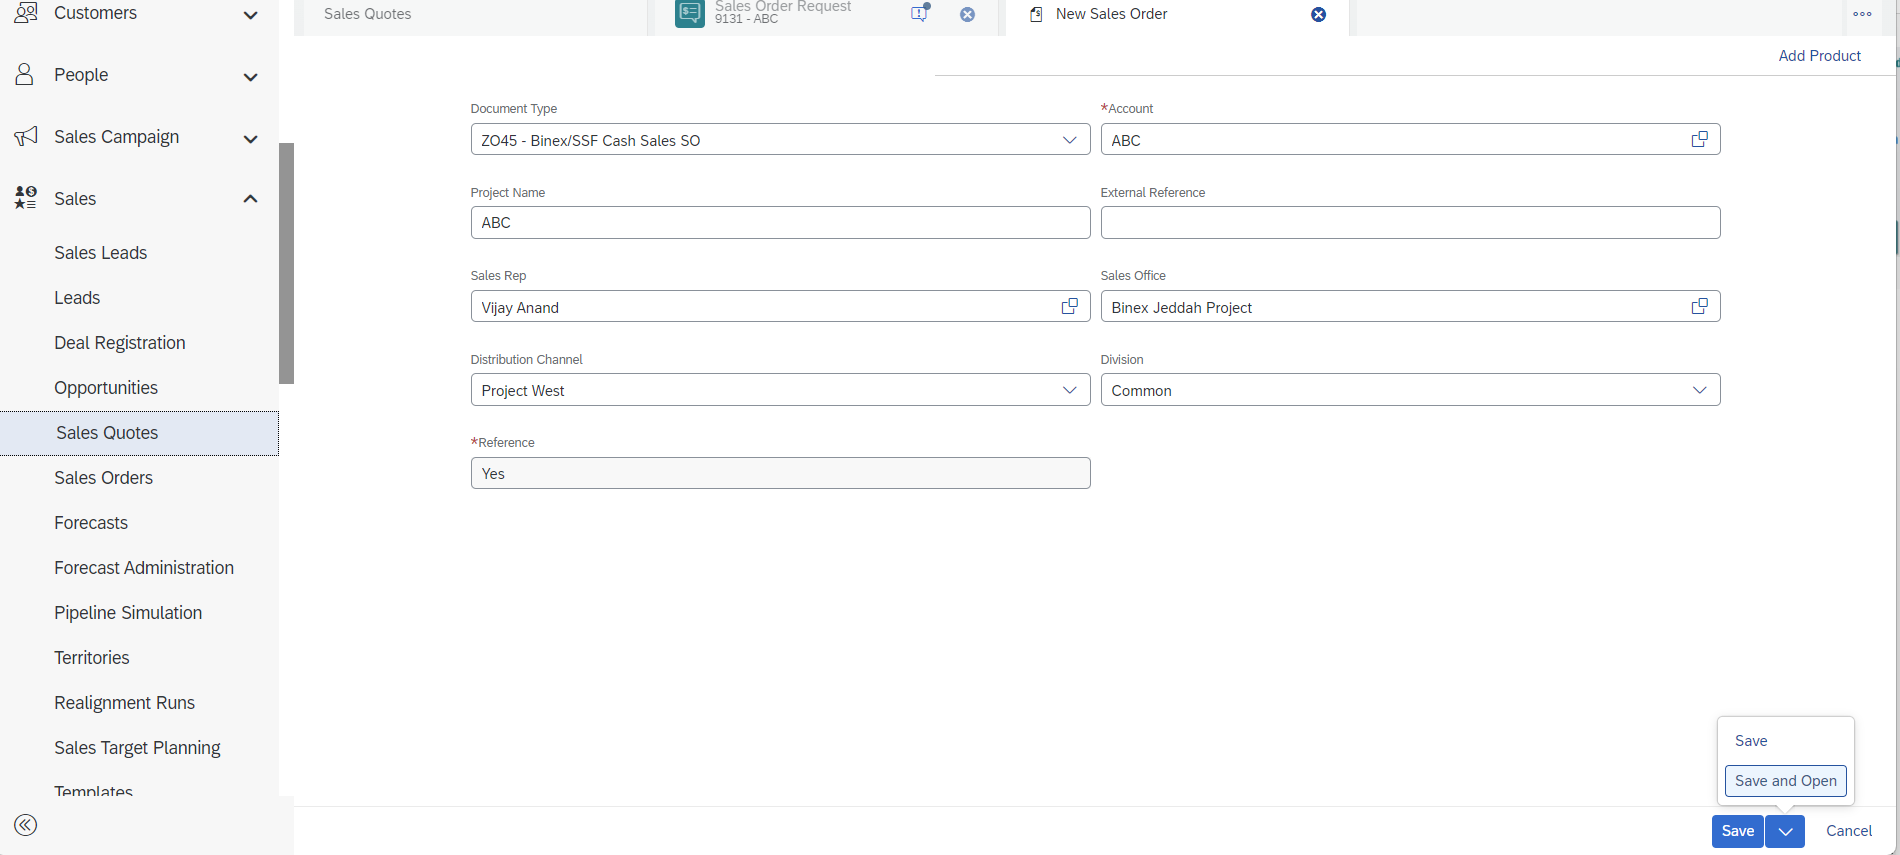 Customers
People
Sales Campaign
Sales
Sales Leads
Leads
Deal Registration
Opportunities
Sales Quotes
Sales Orders
Forecasts
Forecast Administration
Pipeline Simulation
Territories
Realignment Runs
Sales Target Planning
Templates
Sales Quotes
Sales Order Request
9131 - ABC
New Sales Order
Add Product
Document Type
ZO45 - Binex/SSF Cash Sales SO
*Account
ABC
Project Name
ABC
External Reference
Sales Rep
Vijay Anand
Sales Office
Binex Jeddah Project
Distribution Channel
Project West
Division
Common
*Reference
Yes
Save
Save and Open
Save
Cancel